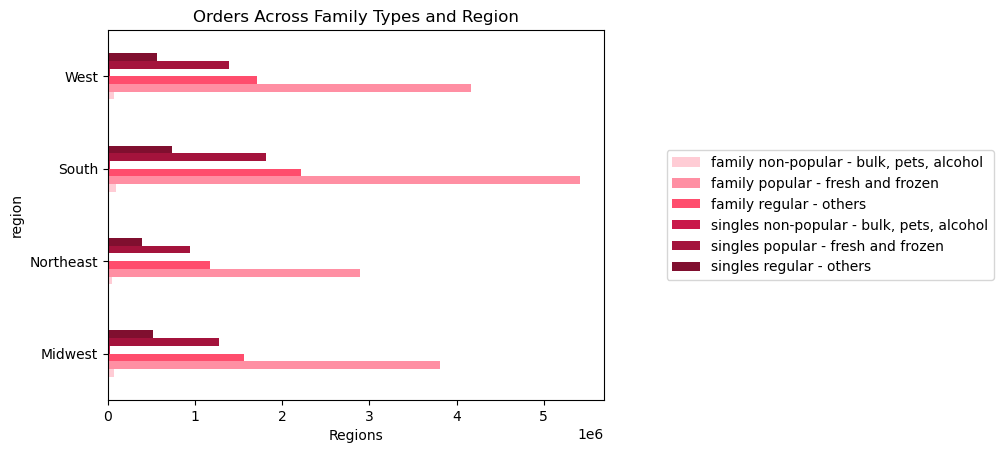 Orders Across Family Types and Region
West
South
Northeast
Midwest
region
0 1 2 3 4 5
1e6
Regions
family non-popular - bulk, pets, alcohol
family popular - fresh and frozen
family regular - others
singles non-popular - bulk, pets, alcohol
singles popular - fresh and frozen
singles regular - others